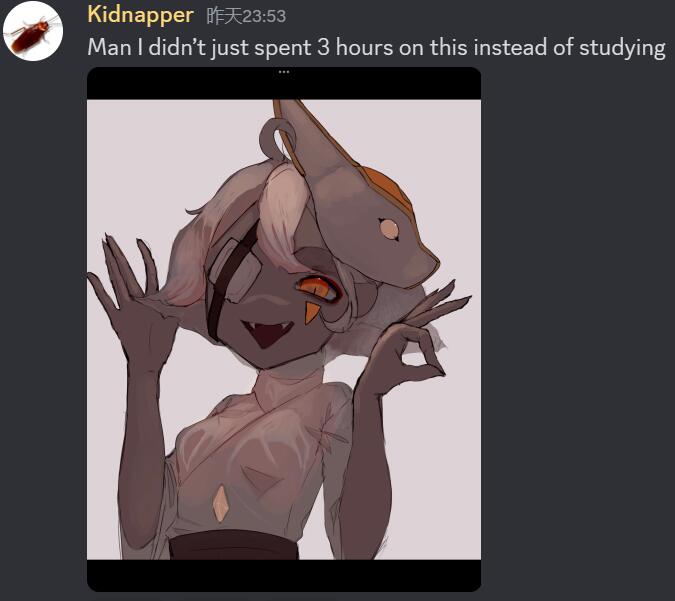 Kidnapper 昨天23:53
Man I didn’t just spent 3 hours on this instead of studying